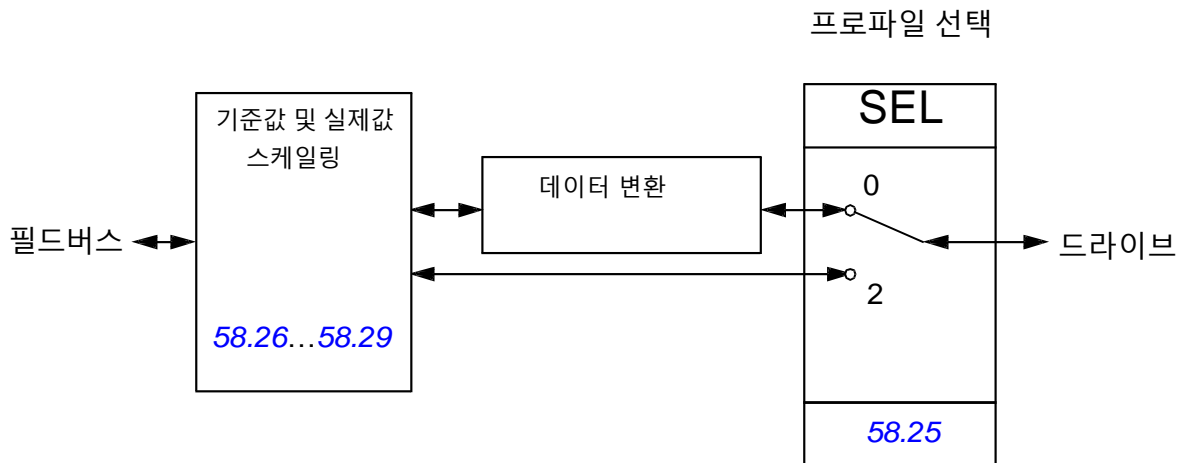 프로파일 선택
SEL
기준값 및 실제값
스케일링
데이터 변환
0
필드버스
드라이브
2
58.26...58.29
58.25